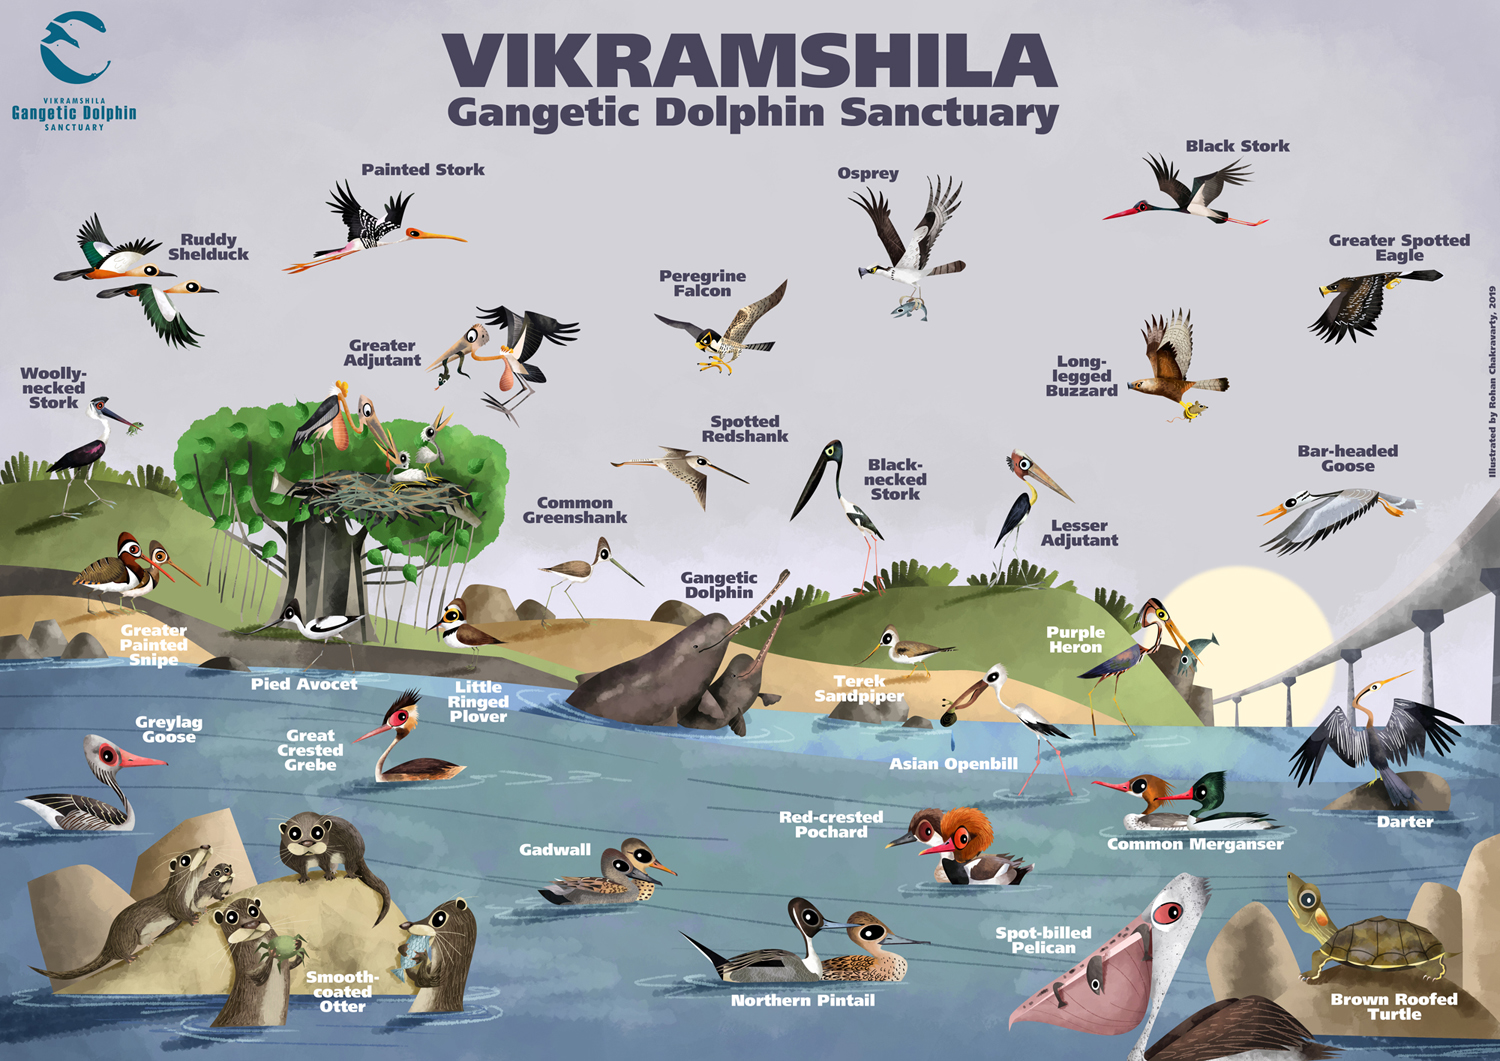 VIKRAMSHILA
Gangetic Dolphin Sanctuary
VIKRAMSHILA
Gangetic Dolphin
SANCTUARY
Painted Stork
Osprey
Black Stork
Ruddy
Shelduck
Greater Spotted
Eagle
Peregrine
Falcon
Greater
Adjutant
Long-
legged
Buzzard
Woolly-
necked
Stork
Spotted
Redshank
Black-
necked
Stork
Bar-headed
Goose
Common
Greenshank
Lesser
Adjutant
Gangetic
Dolphin
Greater
Painted
Snipe
Purple
Heron
Pied Avocet
Little
Ringed
Plover
Terek
Sandpiper
Greylag
Goose
Great
Crested
Grebe
Asian Openbill
Red-crested
Pochard
Darter
Common Merganser
Gadwall
Spot-billed
Pelican
Smooth-
coated
Otter
Northern Pintail
Brown Roofed
Turtle
Illustrated by Rohan Chakravarty, 2019